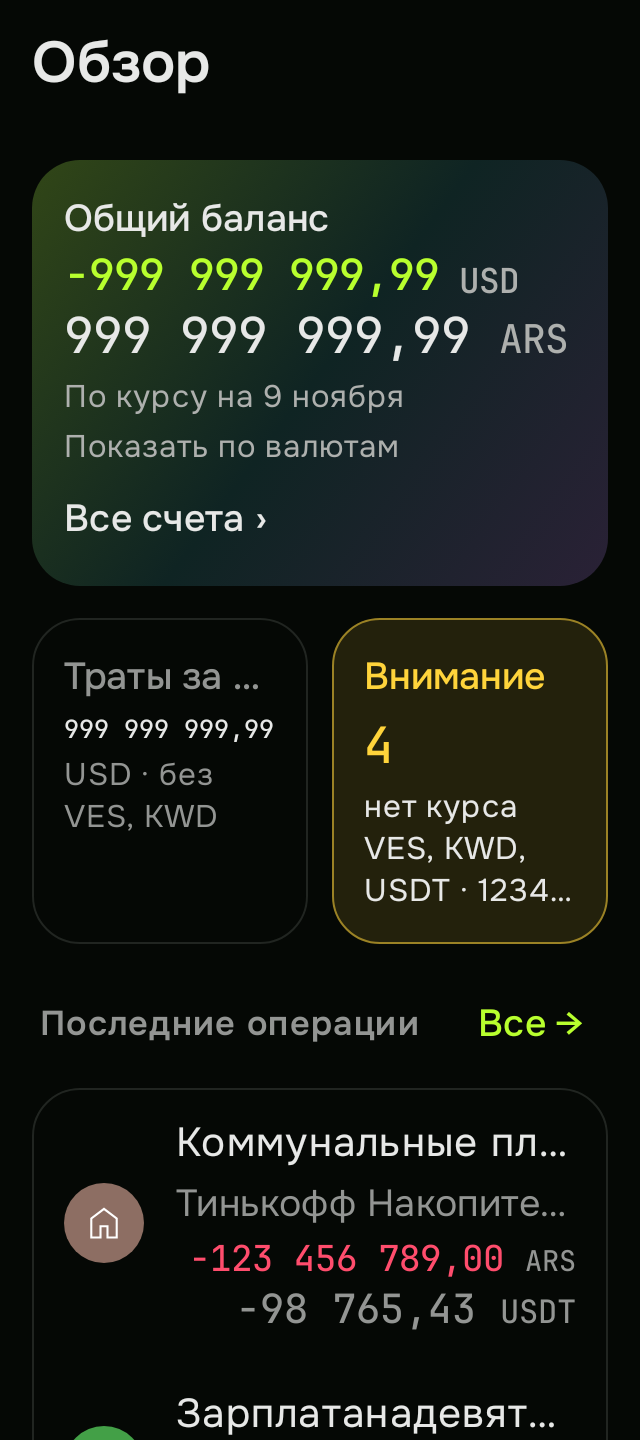 Обзор
Общий баланс
-999 999 999,99 USD
999 999 999,99 ARS
По курсу на 9 ноября
Показать по валютам
Все счета ›
Траты за ...
999 999 999,99
USD · без
VES, KWD
Внимание
4
нет курса
VES, KWD,
USDT · 1234...
Последние операции
Все →
Коммунальные пл...
Тинькофф Накопите...
-123 456 789,00 ARS
-98 765,43 USDT
Зарплатанадевят...